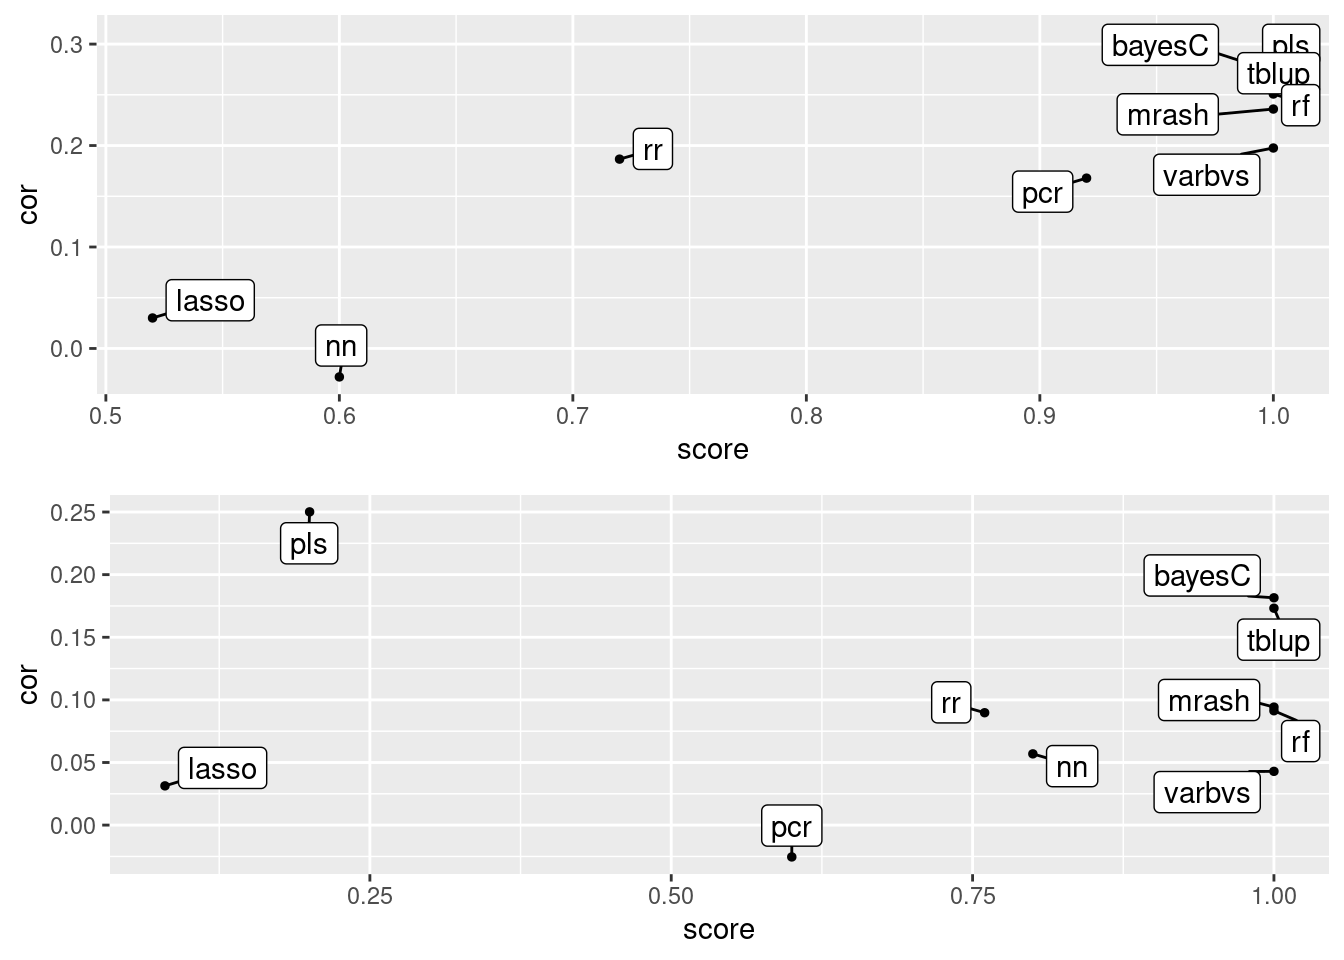 0.3
0.2
0.1
0.0
cor
bayesC
pls
tblup
rf
mrash
varbvs
rr
pcr
lasso
nn
0.5 0.6 0.7 0.8 0.9 1.0
score
0.25
0.20
0.15
0.10
0.05
0.00
cor
pls
bayesC
tblup
rr
mrash
rf
nn
lasso
varbvs
pcr
0.25 0.50 0.75 1.00
score